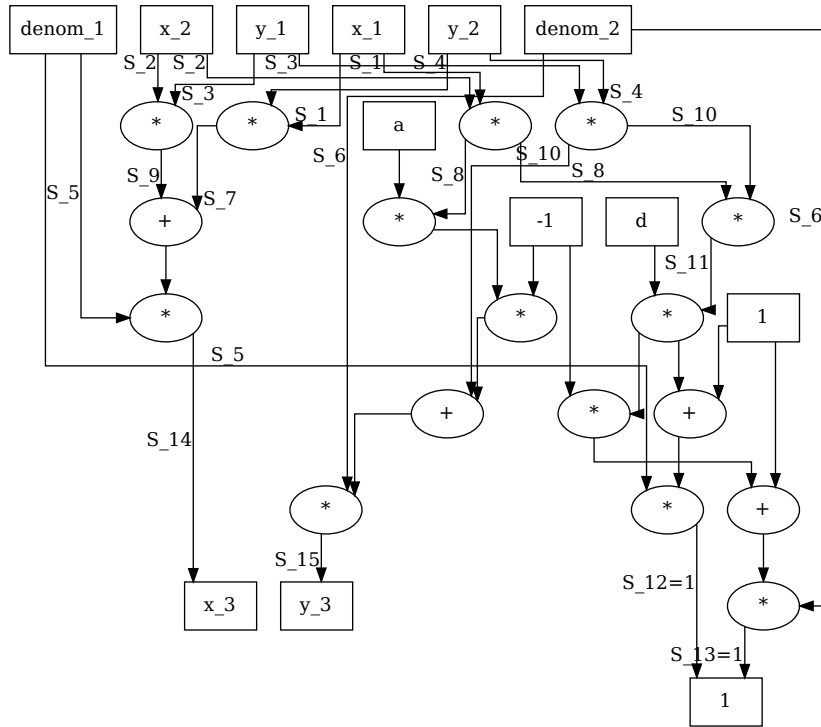 denom_1 x_2 y_1 x_1 y_2 denom_2
S_2 S_2 S_3 S_1 S_4
S_3 S_4
* * a * * S_1 S_10
S_6 S_10
S_9 S_8 S_8
S_5 S_7
+ * -1 d * S_6
S_11
* * * 1
S_5
+ * +
S_14
* * +
S_15
S_12=1
x_3 y_3 *
S_13=1
1